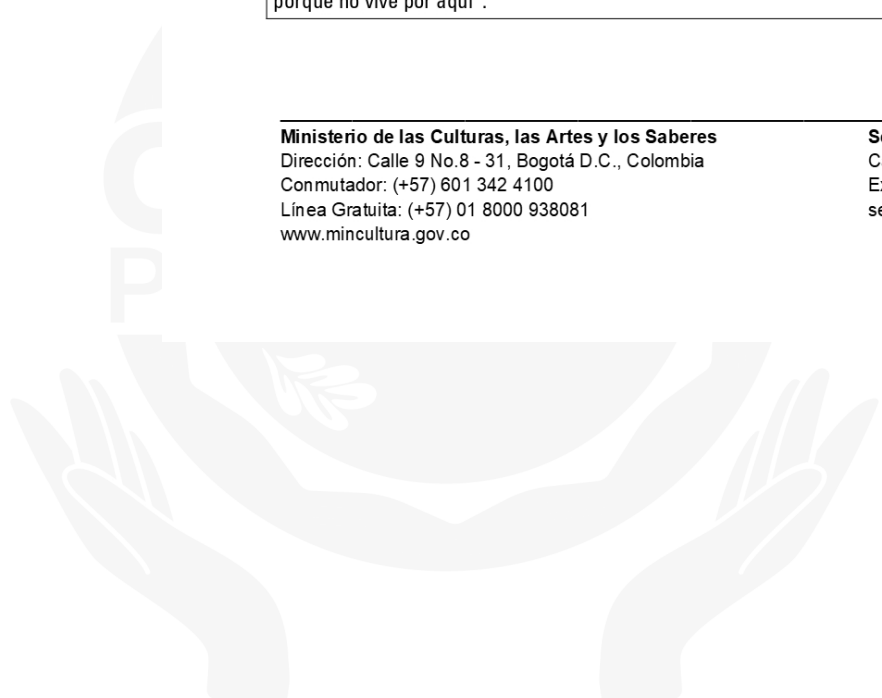 porque no vive por aquí".
Ministerio de las Culturas, las Artes y los Saberes
Dirección: Calle 9 No.8 - 31, Bogotá D.C., Colombia
Conmutador: (+57) 601 342 4100
Línea Gratuita: (+57) 01 8000 938081
www.mincultura.gov.co